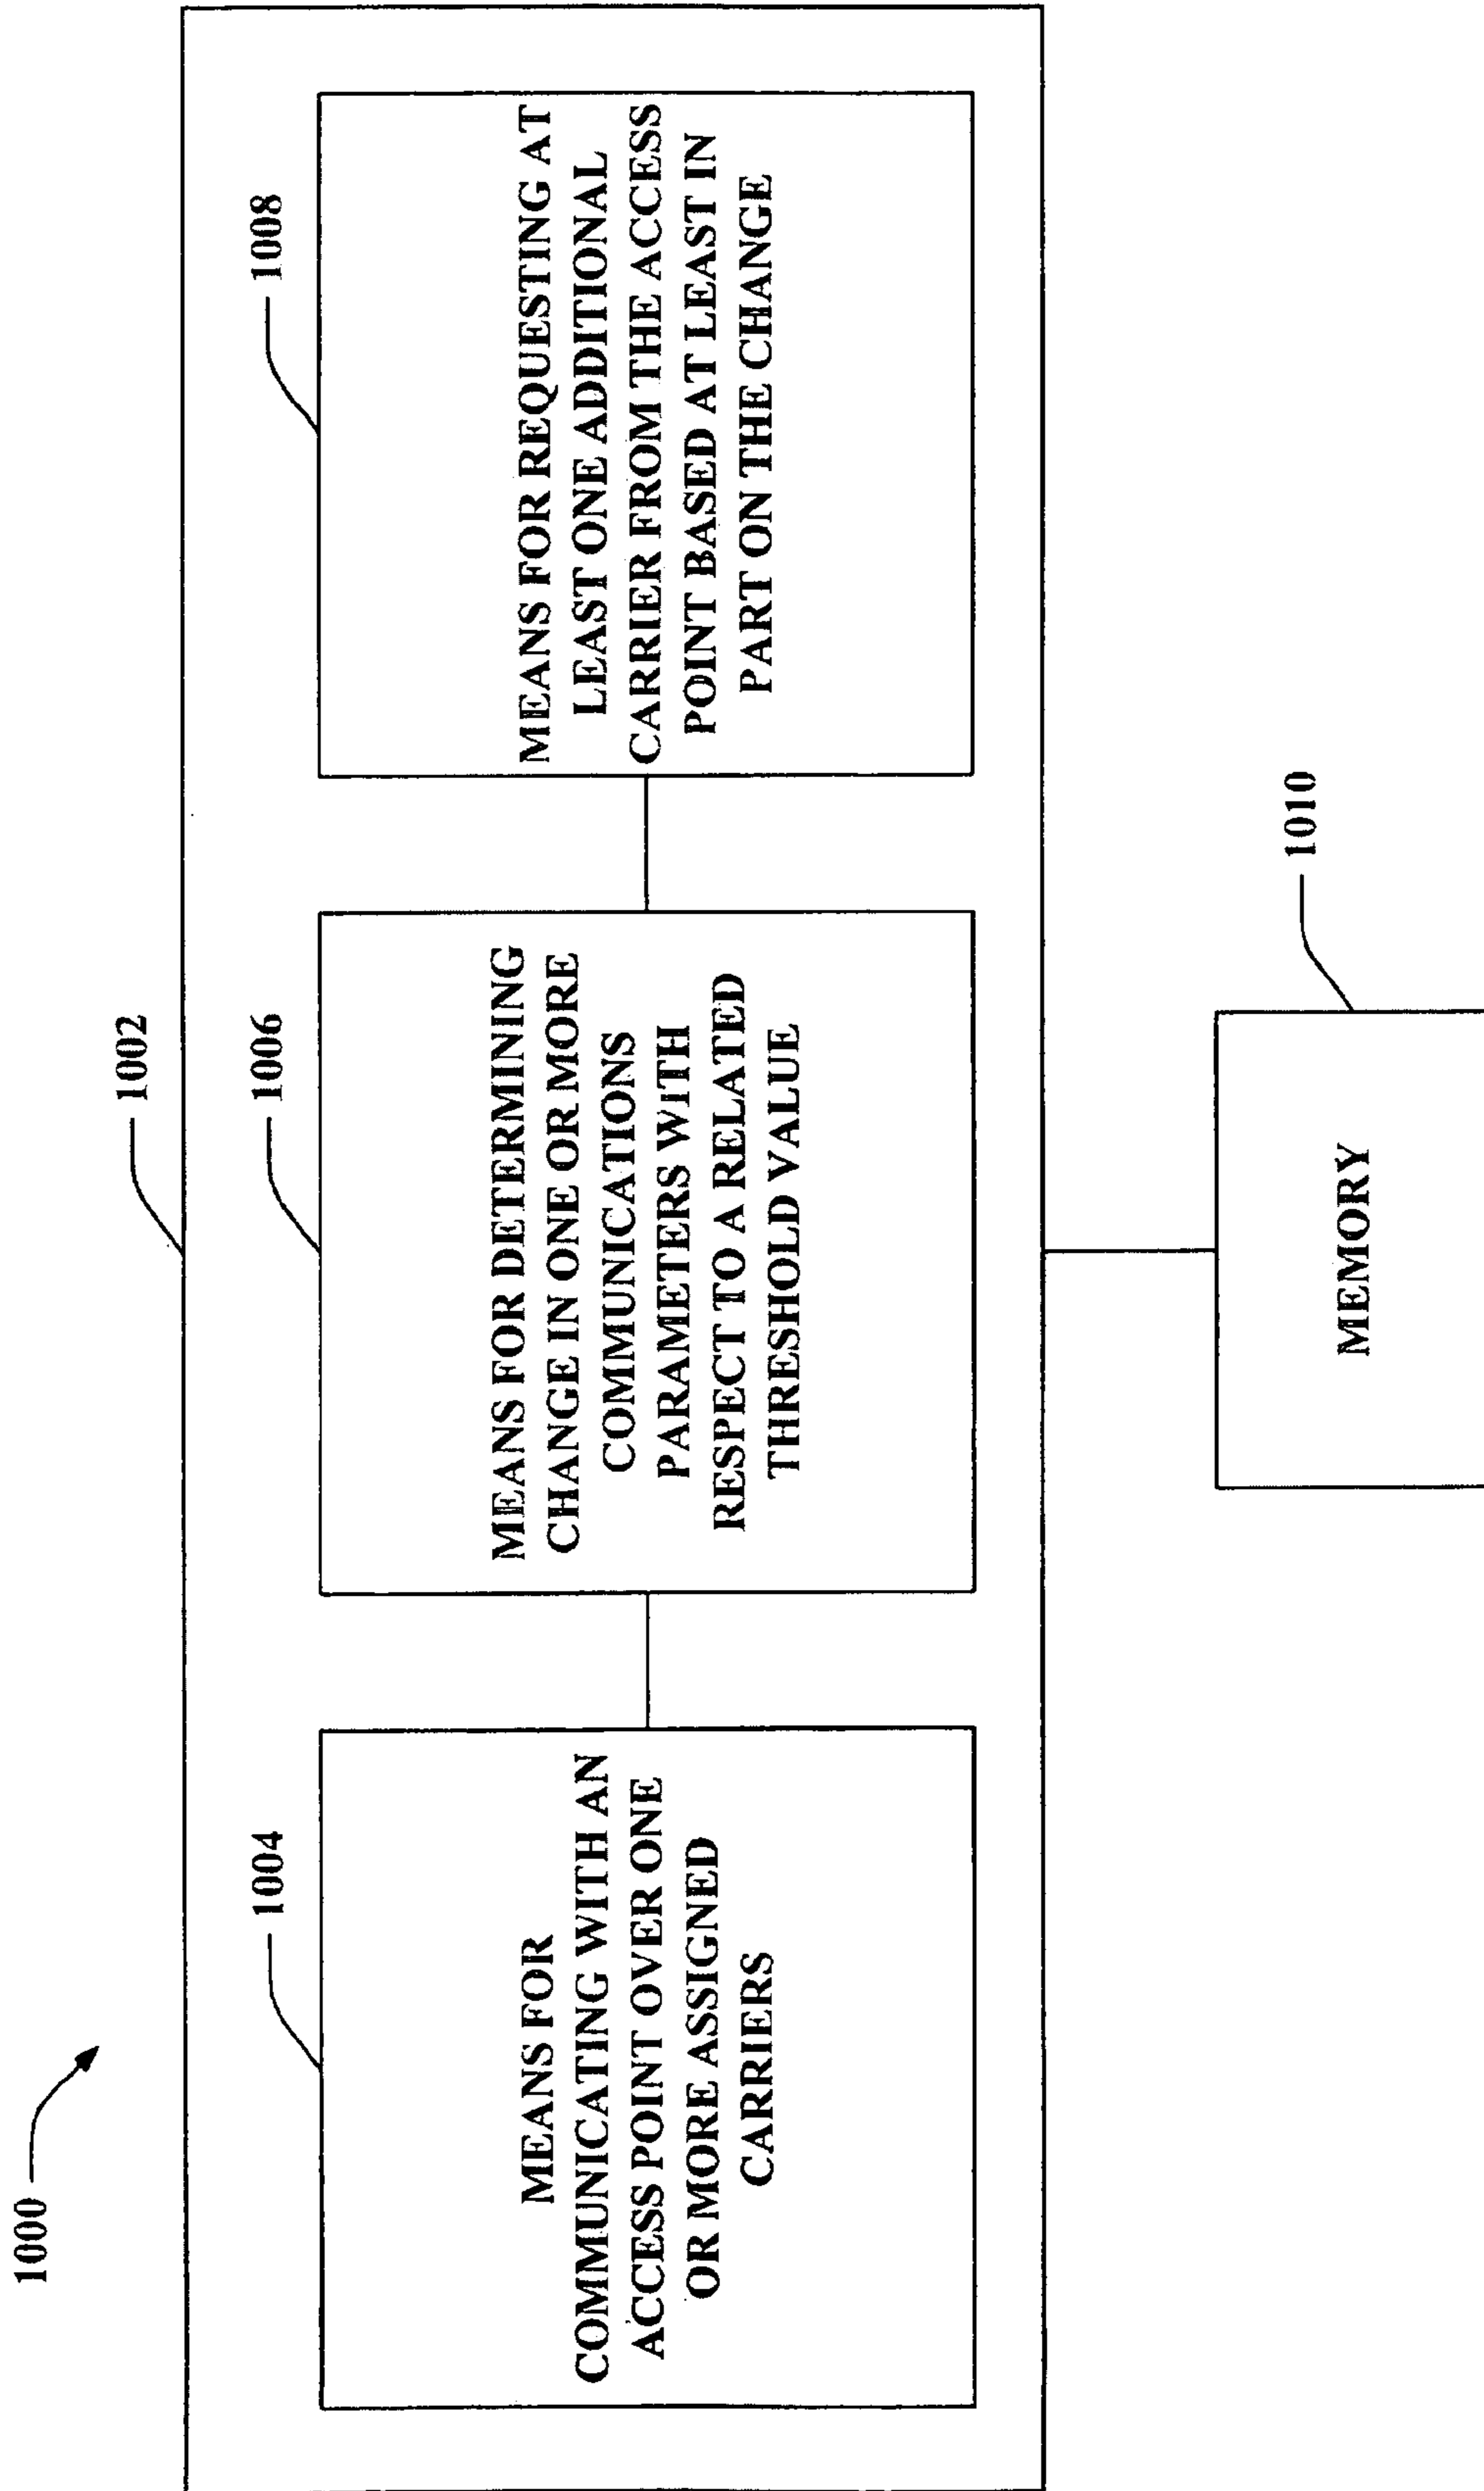 1000
1002
1004
MEANS FOR
COMMUNICATING WITH AN
ACCESS POINT OVER ONE
OR MORE ASSIGNED
CARRIERS
1006
MEANS FOR DETERMINING
CHANGE IN ONE OR MORE
COMMUNICATIONS
PARAMETERS WITH
RESPECT TO A RELATED
THRESHOLD VALUE
1008
MEANS FOR REQUESTING AT
LEAST ONE ADDITIONAL
CARRIER FROM THE ACCESS
POINT BASED AT LEAST IN
PART ON THE CHANGE
1010
MEMORY